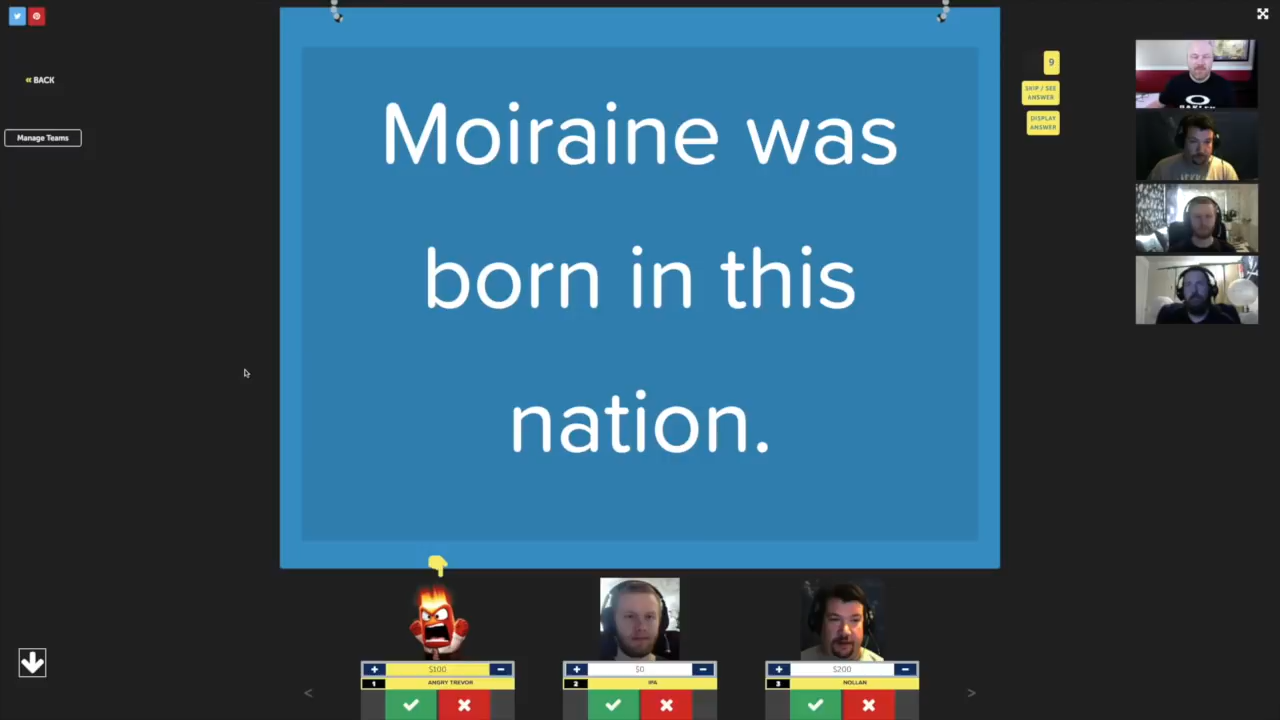 « BACK
Manage Teams
Moiraine was
born in this
nation.
9
SKIP / SEE
ANSWER
DISPLAY
ANSWER
$100
1 ANGRY TREVOR
$0
2 IPA
$200
3 NOLLAN